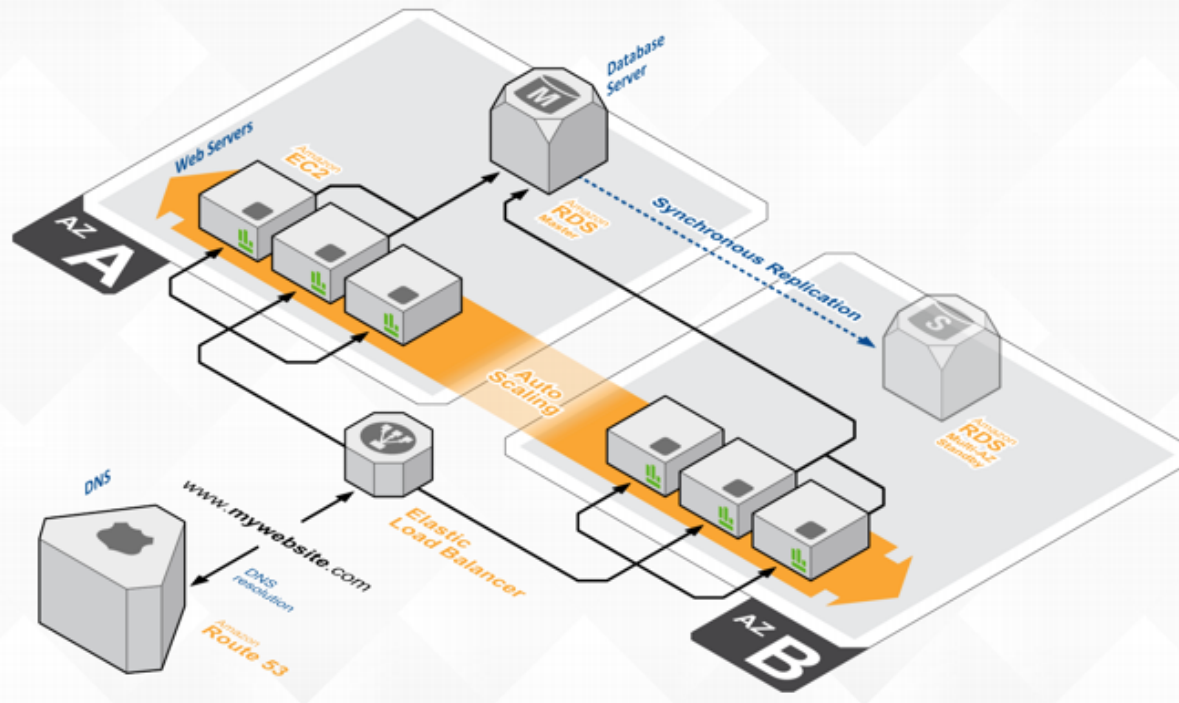 Database
Server
M
Web Servers
Amazon
EC2
AZ
A
Amazon
RDS
Master
Synchronous Replication
S
Auto
Scaling
Amazon
RDS
Multi-AZ
Standby
DNS
www.mywebsite.com
Elastic
Load Balancer
DNS
resolution
Amazon
Route 53
AZ
B